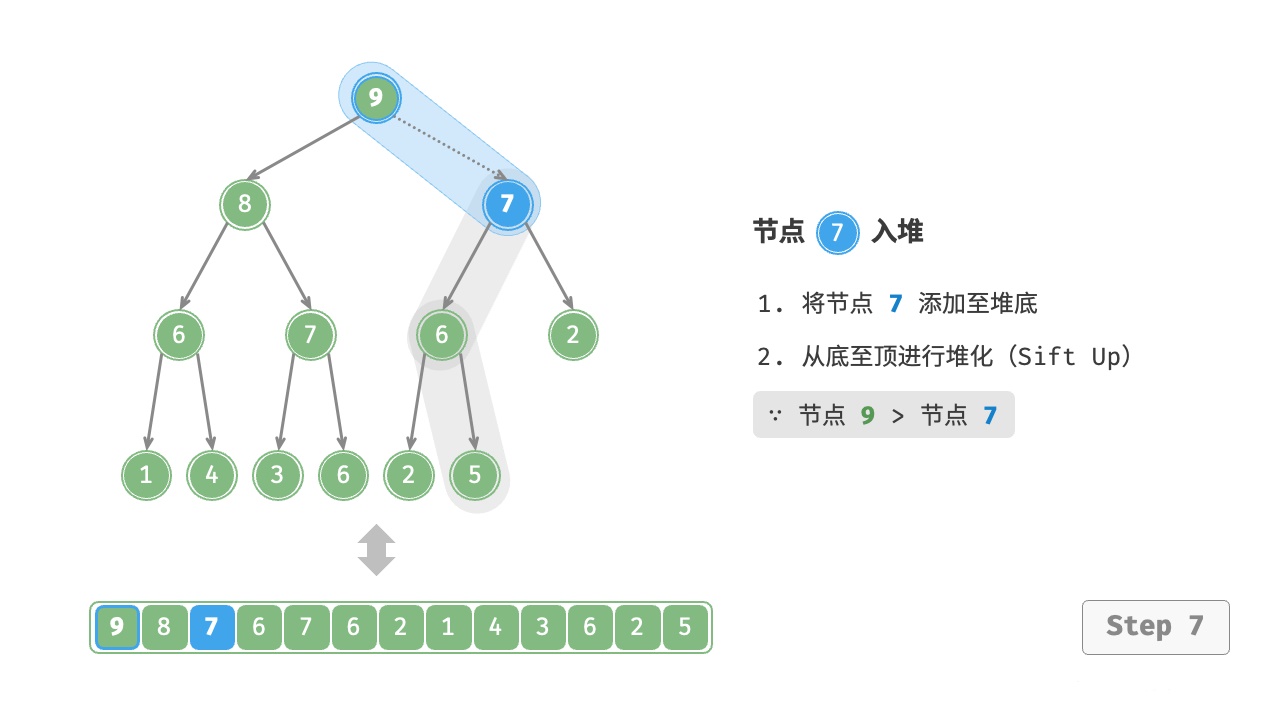 9
8 7
6 7 6 2
1 4 3 6 2 5
9 8 7 6 7 6 2 1 4 3 6 2 5
节点 7 入堆
1. 将节点 7 添加至堆底
2. 从底至顶进行堆化（Sift Up）
∵ 节点 9 > 节点 7
Step 7